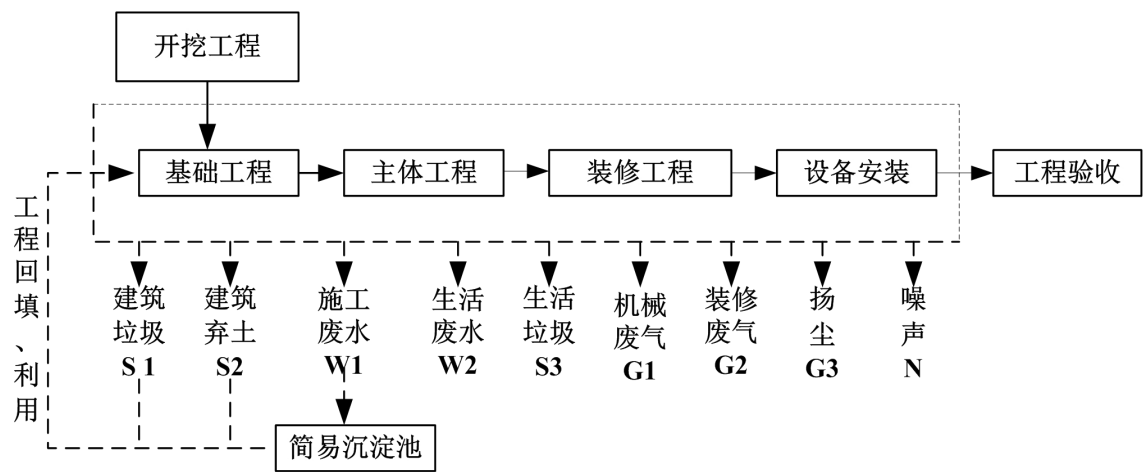 开挖工程
基础工程
主体工程
装修工程
设备安装
工程验收
工程回填、利用
建筑
垃圾
S 1
建筑
弃土
S2
施工
废水
W1
生活
废水
W2
生活
垃圾
S3
机械
废气
G1
装修
废气
G2
扬
尘
G3
噪
声
N
简易沉淀池